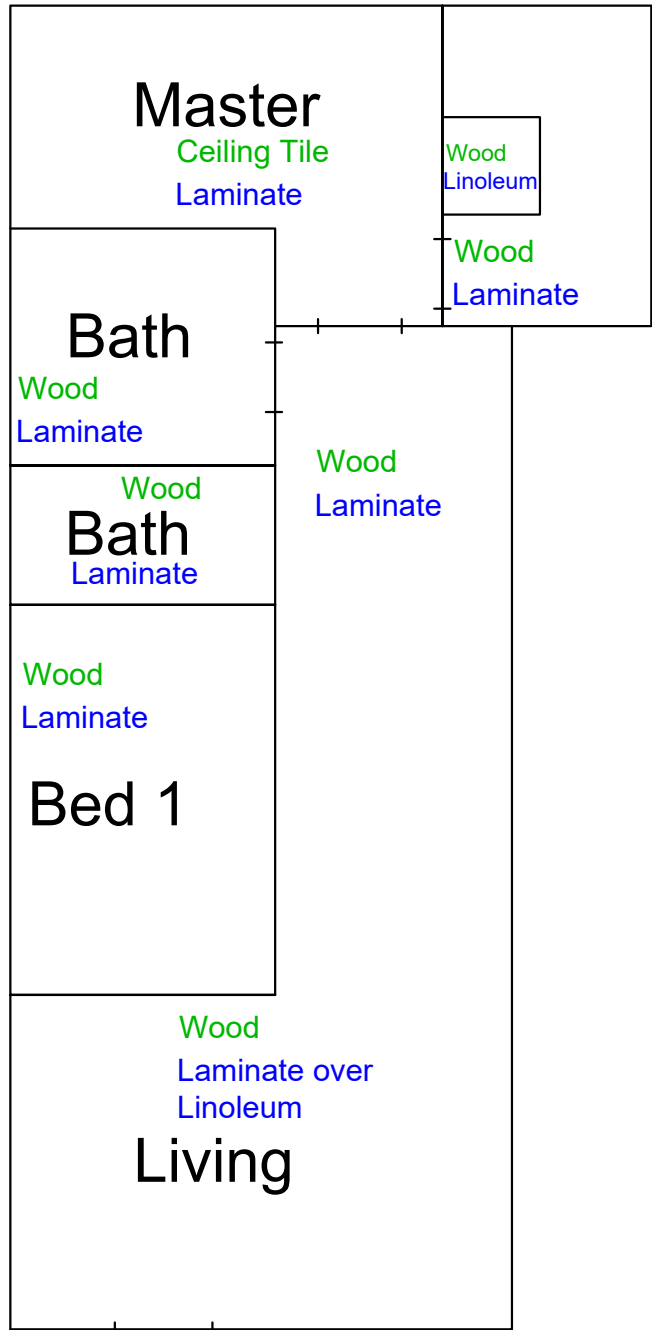 Master
Ceiling Tile
Laminate
Wood
Linoleum
Wood
Laminate
Bath
Wood
Laminate
Wood
Laminate
Wood
Bath
Laminate
Wood
Laminate
Bed 1
Wood
Laminate over
Linoleum
Living